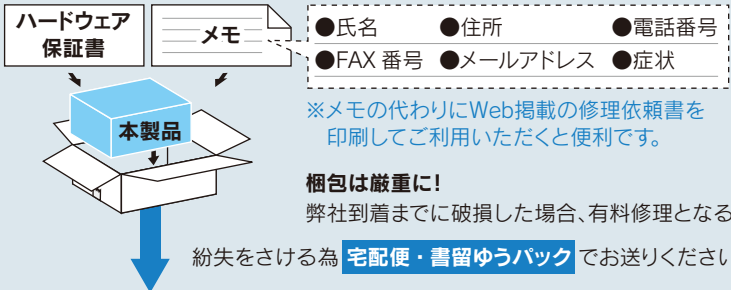 ハードウェア
保証書
メモ
●氏名 ●住所 ●電話番号
●FAX 番号 ●メールアドレス ●症状
本製品
※メモの代わりにWeb掲載の修理依頼書を
印刷してご利用いただくと便利です。
梱包は厳重に!
弊社到着までに破損した場合、有料修理となる
紛失をさける為 宅配便・書留ゆうパック でお送りください